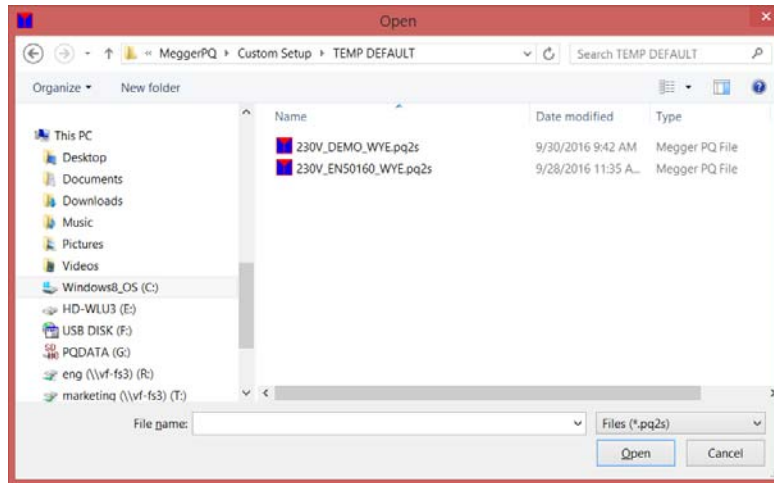 Open
« MeggerPQ ▸ Custom Setup ▸ TEMP DEFAULT
Search TEMP DEFAULT
Organize
New folder
Name
Date modified
Type
This PC
Desktop
Documents
Downloads
Music
Pictures
Videos
Windows8_OS (C:)
HD-WLU3 (E:)
USB DISK (F:)
PQDATA (G:)
eng (\\vf-fs3) (R:)
marketing (\\vf-fs3) (T:)
230V_DEMO_WYE.pq2s 9/30/2016 9:42 AM Megger PQ File
230V_EN50160_WYE.pq2s 9/28/2016 11:35 A... Megger PQ File
File name:
Files (*.pq2s)
Open
Cancel